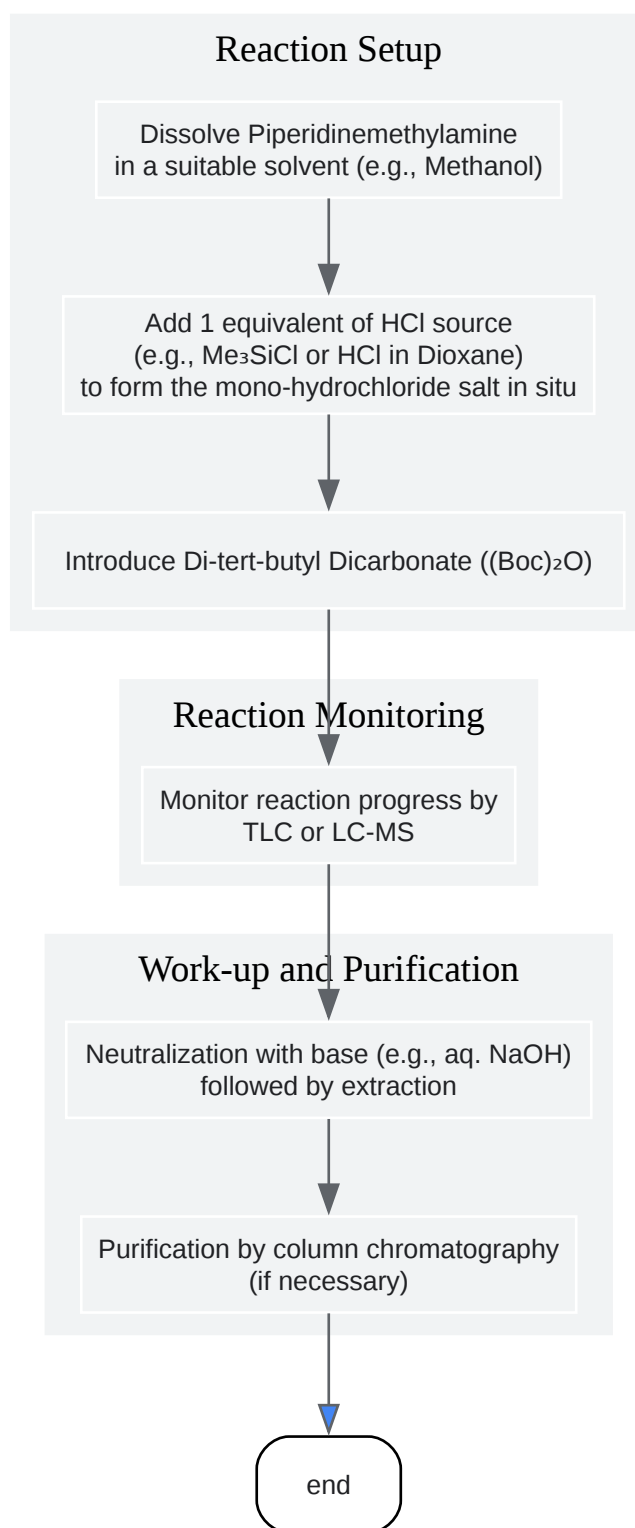 Reaction Setup
Dissolve Piperidinemethylamine
in a suitable solvent (e.g., Methanol)
Add 1 equivalent of HCl source
(e.g., Me₃SiCl or HCl in Dioxane)
to form the mono-hydrochloride salt in situ
Introduce Di-tert-butyl Dicarbonate ((Boc)₂O)
Reaction Monitoring
Monitor reaction progress by
TLC or LC-MS
Work-up and Purification
Neutralization with base (e.g., aq. NaOH)
followed by extraction
Purification by column chromatography
(if necessary)
end